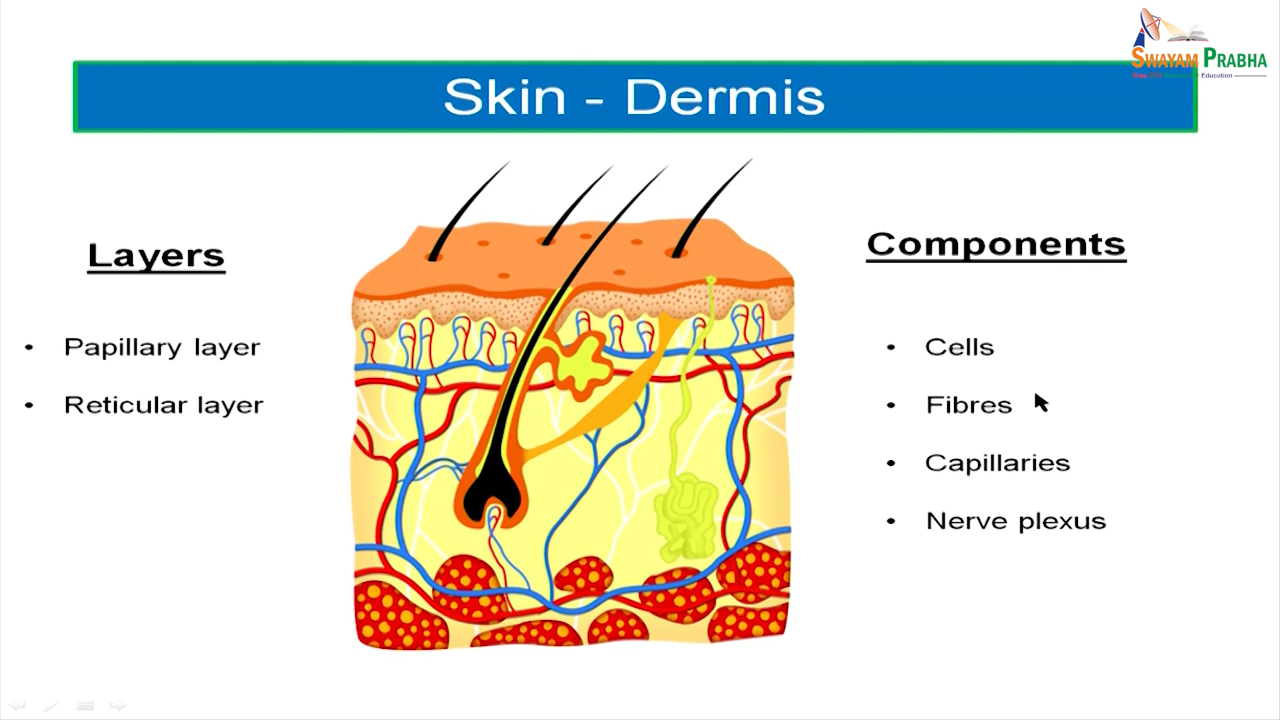 SWAYAM PRABHA
Skin - Dermis
Layers
• Papillary layer
• Reticular layer
Components
• Cells
• Fibres
• Capillaries
• Nerve plexus